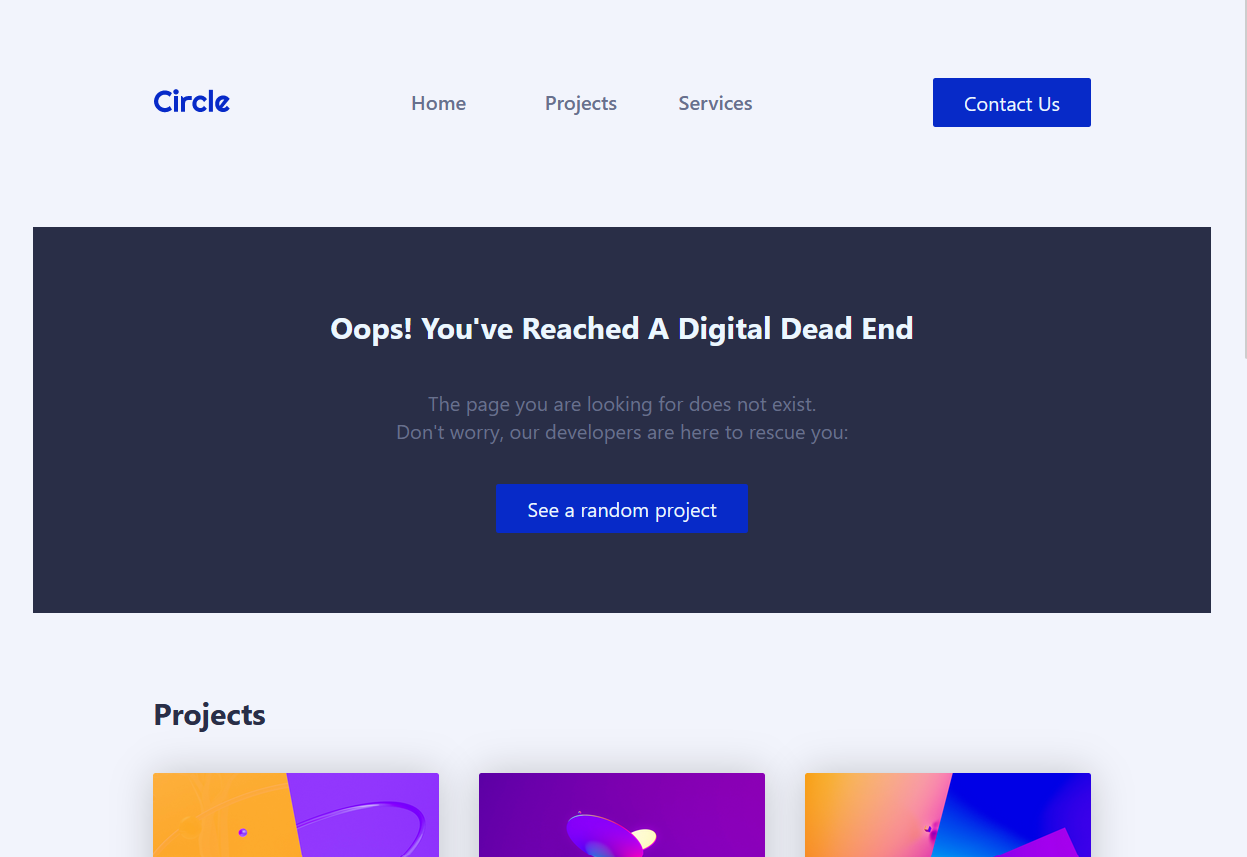 Circle
Home
Projects
Services
Contact Us
Oops! You've Reached A Digital Dead End
The page you are looking for does not exist.
Don't worry, our developers are here to rescue you:
See a random project
Projects